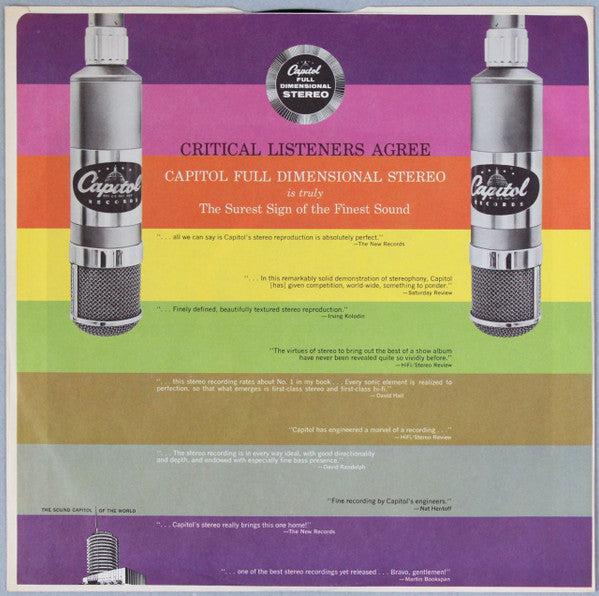 Capitol
FULL
DIMENSIONAL
STEREO
CRITICAL LISTENERS AGREE
CAPITOL FULL DIMENSIONAL STEREO
is truly
The Surest Sign of the Finest Sound
Capitol
RECORDS
Capitol
RECORDS
". . . all we can say is Capitol's stereo reproduction is absolutely perfect."
—The New Records
". . . In this remarkably solid demonstration of stereophony, Capitol
[has] given competition, world-wide, something to ponder."
—Saturday Review
". . . Finely defined, beautifully textured stereo reproduction."
—Irving Kolodin
"The virtues of stereo to bring out the best of a show album
have never been revealed quite so vividly before."
—HiFi/Stereo Review
". . . this stereo recording rates about No. 1 in my book . . . Every sonic element is realized to
perfection, so that what emerges is first-class stereo and first-class hi-fi."
—David Hall
"Capitol has engineered a marvel of a recording . . ."
—HiFi/Stereo Review
". . . The stereo recording is in every way ideal, with good directionality
and depth, and endowed with especially fine bass presence."
—David Randolph
"Fine recording by Capitol's engineers."
—Nat Hentoff
THE SOUND CAPITOL OF THE WORLD
". . . Capitol's stereo really brings this one home!"
—The New Records
". . . one of the best stereo recordings yet released . . . Bravo, gentlemen!"
—Martin Bookspan